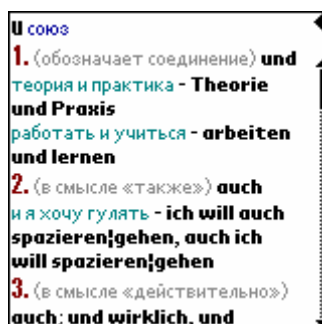 и союз
1. (обозначает соединение) und
теория и практика - Theorie
und Praxis
работать и учиться - arbeiten
und lernen
2. (в смысле «также») auch
и я хочу гулять - ich will auch
spazieren¦gehen, auch ich
will spazieren¦gehen
3. (в смысле «действительно»)
auch; und wirklich, und